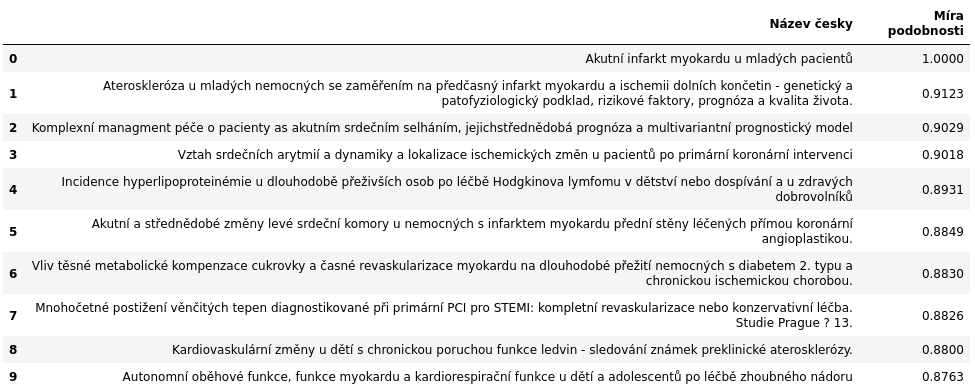 Název česky Míra
podobnosti
0 Akutní infarkt myokardu u mladých pacientů 1.0000
1 Ateroskleróza u mladých nemocných se zaměřením na předčasný infarkt myokardu a ischemii dolních končetin - genetický a
patofyziologický podklad, rizikové faktory, prognóza a kvalita života. 0.9123
2 Komplexní managment péče o pacienty as akutním srdečním selháním, jejichstřednědobá prognóza a multivariantní prognostický model 0.9029
3 Vztah srdečních arytmií a dynamiky a lokalizace ischemických změn u pacientů po primární koronární intervenci 0.9018
4 Incidence hyperlipoproteinémie u dlouhodobě přeživších osob po léčbě Hodgkinova lymfomu v dětství nebo dospívání a u zdravých
dobrovolníků 0.8931
5 Akutní a střednědobé změny levé srdeční komory u nemocných s infarktem myokardu přední stěny léčených přímou koronární
angioplastikou. 0.8849
6 Vliv těsné metabolické kompenzace cukrovky a časné revaskularizace myokardu na dlouhodobé přežití nemocných s diabetem 2. typu a
chronickou ischemickou chorobou. 0.8830
7 Mnohočetné postižení věnčitých tepen diagnostikované při primární PCI pro STEMI: kompletní revaskularizace nebo konzervativní léčba.
Studie Prague ? 13. 0.8826
8 Kardiovaskulární změny u dětí s chronickou poruchou funkce ledvin - sledování známek preklinické aterosklerózy. 0.8800
9 Autonomní oběhové funkce, funkce myokardu a kardiorespirační funkce u dětí a adolescentů po léčbě zhoubného nádoru 0.8763